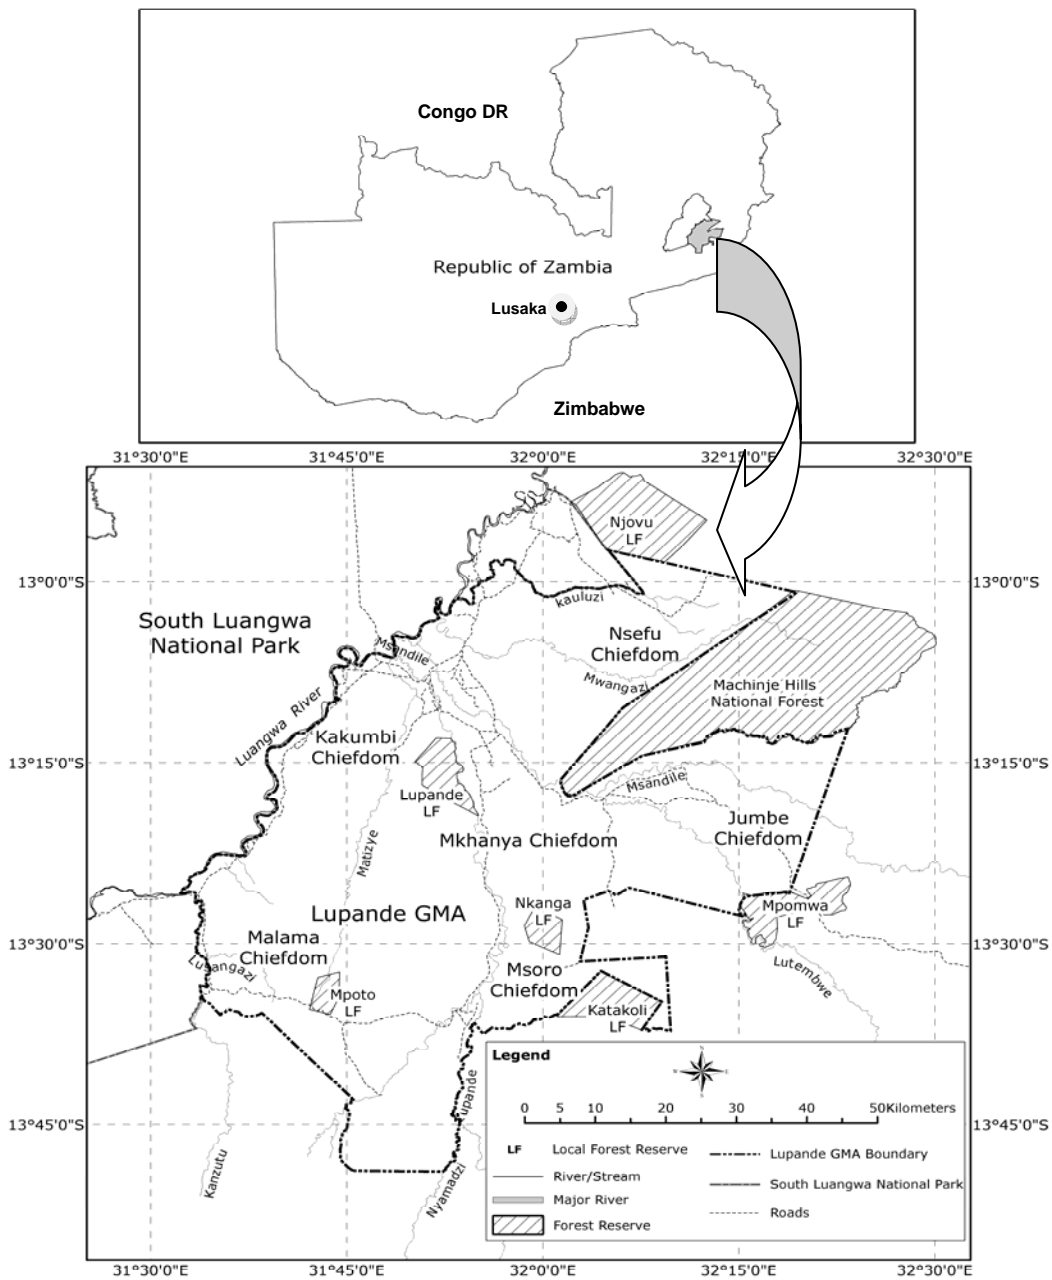 Congo DR
Republic of Zambia
Lusaka
Zimbabwe
31°30'0"E
31°45'0"E
32°0'0"E
32°15'0"E
32°30'0"E
Njovu
LF
13°0'0"S
13°0'0"S
kauluzi
South Luangwa
National Park
Nsefu
Chiefdom
Msandile
Mwangazi
Machinje Hills
National Forest
Luangwa River
Kakumbi
Chiefdom
13°15'0"S
13°15'0"S
Msandile
Lupande
LF
Jumbe
Chiefdom
Mkhanya Chiefdom
Matizye
Nkanga
LF
Mpomwa
LF
Lupande GMA
Malama
Chiefdom
13°30'0"S
13°30'0"S
Lusangazi
Msoro
Chiefdom
Lutembwe
Mpoto
LF
Katakoli
LF
Lupande
Kanzutu
Nyamadzi
13°45'0"S
13°45'0"S
Legend
N
0 5 10 20 30 40 50Kilometers
LF Local Forest Reserve
River/Stream
Major River
Forest Reserve
Lupande GMA Boundary
South Luangwa National Park
Roads
31°30'0"E
31°45'0"E
32°0'0"E
32°15'0"E
32°30'0"E